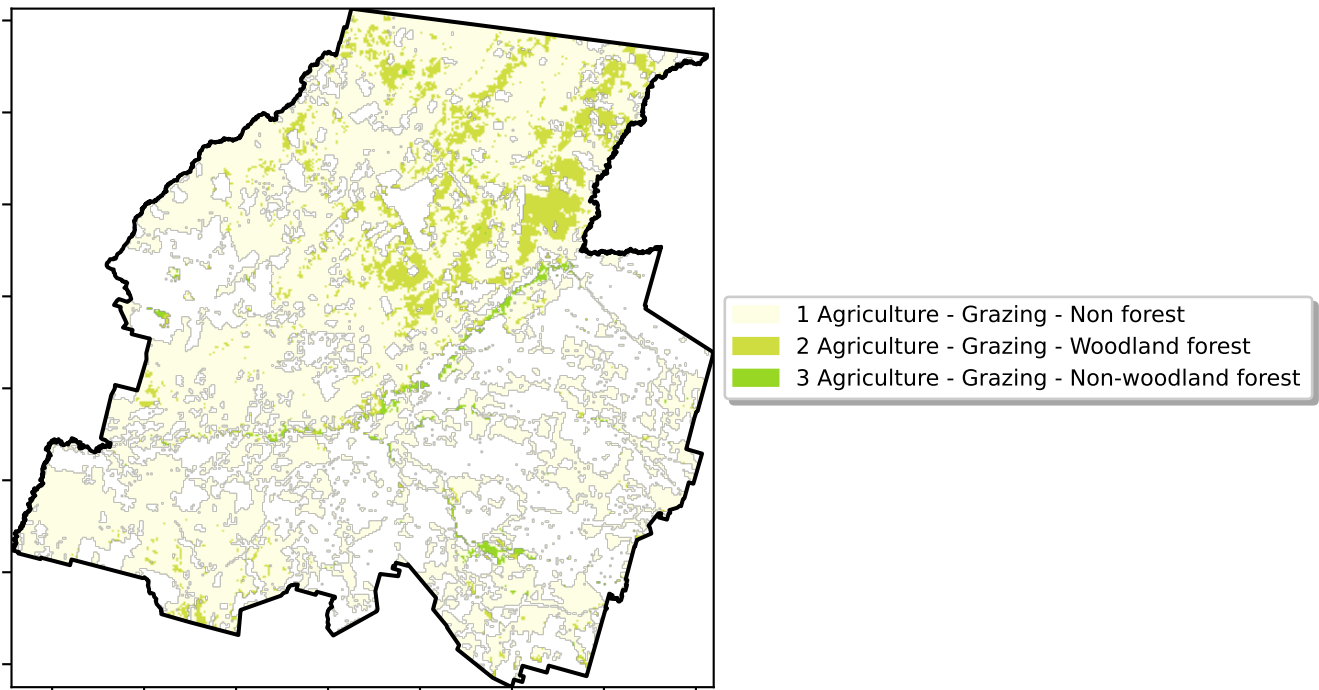 1 Agriculture - Grazing - Non forest
2 Agriculture - Grazing - Woodland forest
3 Agriculture - Grazing - Non-woodland forest